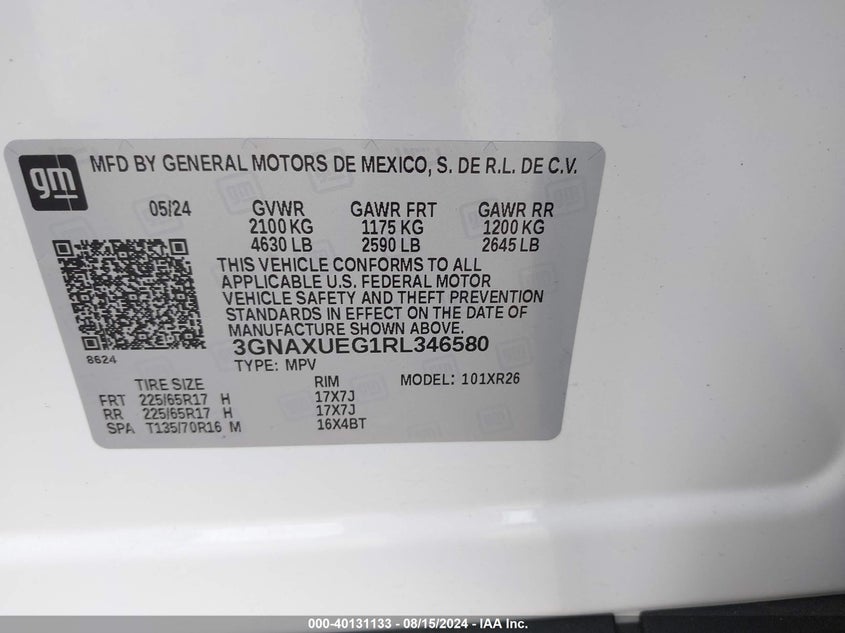 gm
MFD BY GENERAL MOTORS DE MEXICO, S. DE R.L. DE C.V.
05/24 GVWR GAWR FRT GAWR RR
2100 KG 1175 KG 1200 KG
4630 LB 2590 LB 2645 LB
THIS VEHICLE CONFORMS TO ALL
APPLICABLE U.S. FEDERAL MOTOR
VEHICLE SAFETY AND THEFT PREVENTION
STANDARDS IN EFFECT ON THE DATE OF
MANUFACTURE SHOWN ABOVE.
8624
3GNAXUEG1RL346580
TYPE: MPV
TIRE SIZE RIM MODEL: 101XR26
FRT 225/65R17 H 17X7J
RR 225/65R17 H 17X7J
SPA T135/70R16 M 16X4BT
000-40131133 - 08/15/2024 - IAA, Inc.